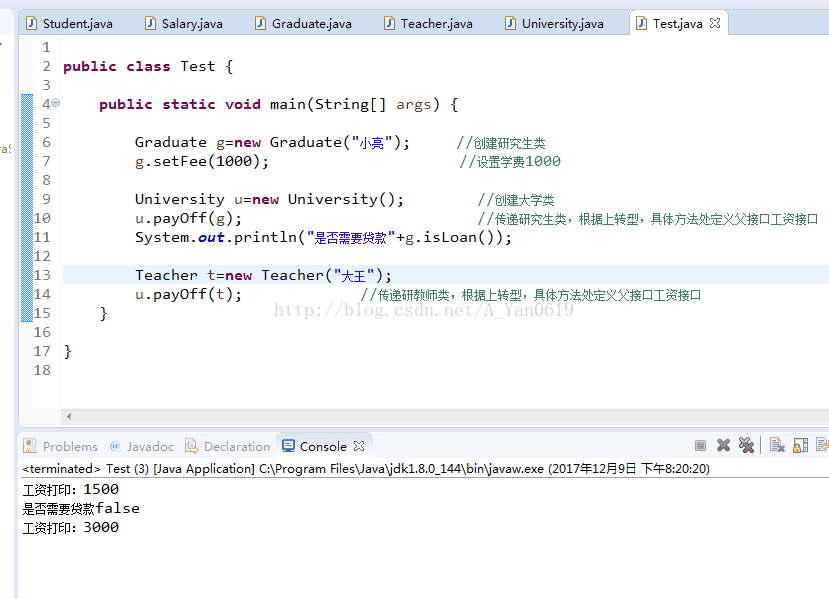 Student.java Salary.java Graduate.java Teacher.java University.java Test.java
1
2 public class Test {
3
4 public static void main(String[] args) {
5
6 Graduate g=new Graduate("小亮"); //创建研究生类
7 g.setFee(1000); //设置学费1000
8
9 University u=new University(); //创建大学类
10 u.payOff(g); //传递研究生类，根据上转型，具体方法处定义父接口工资接口
11 System.out.println("是否需要贷款"+g.isLoan());
12
13 Teacher t=new Teacher("大王");
14 u.payOff(t); //传递研教师类，根据上转型，具体方法处定义父接口工资接口
http://blog.csdn.net/A_Yan0619
15 }
16
17 }
18
Problems @ Javadoc Declaration Console
<terminated> Test (3) [Java Application] C:\Program Files\Java\jdk1.8.0_144\bin\javaw.exe (2017年12月9日 下午8:20:20)
工资打印：1500
是否需要贷款false
工资打印：3000